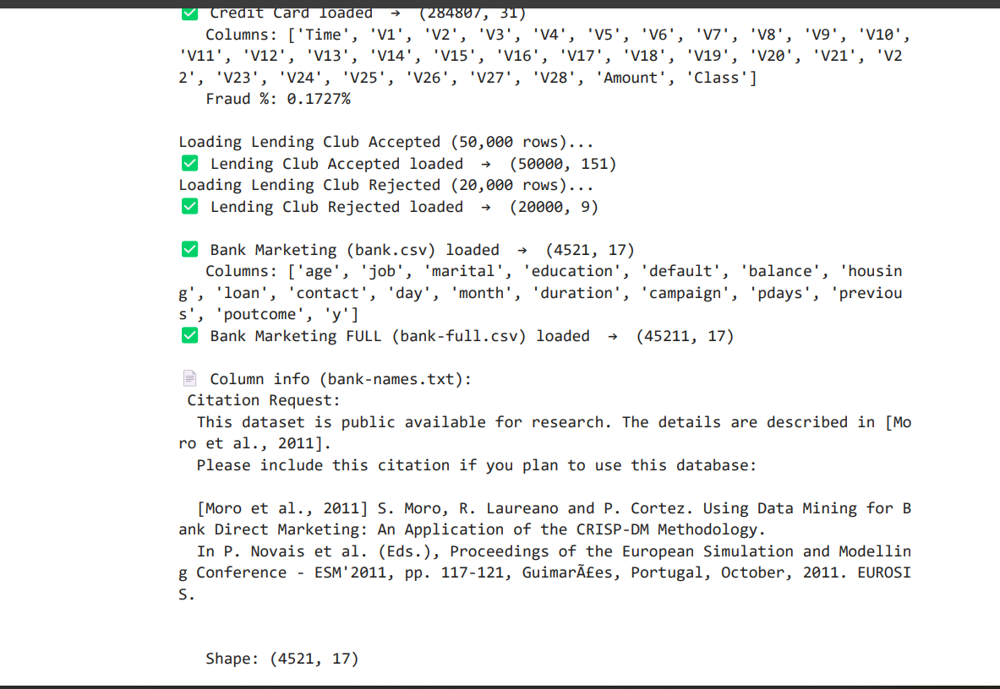 ✅ Credit Card loaded → (284807, 31)
Columns: ['Time', 'V1', 'V2', 'V3', 'V4', 'V5', 'V6', 'V7', 'V8', 'V9', 'V10',
'V11', 'V12', 'V13', 'V14', 'V15', 'V16', 'V17', 'V18', 'V19', 'V20', 'V21', 'V2
2', 'V23', 'V24', 'V25', 'V26', 'V27', 'V28', 'Amount', 'Class']
Fraud %: 0.1727%
Loading Lending Club Accepted (50,000 rows)...
✅ Lending Club Accepted loaded → (50000, 151)
Loading Lending Club Rejected (20,000 rows)...
✅ Lending Club Rejected loaded → (20000, 9)
✅ Bank Marketing (bank.csv) loaded → (4521, 17)
Columns: ['age', 'job', 'marital', 'education', 'default', 'balance', 'housin
g', 'loan', 'contact', 'day', 'month', 'duration', 'campaign', 'pdays', 'previou
s', 'poutcome', 'y']
✅ Bank Marketing FULL (bank-full.csv) loaded → (45211, 17)
📄 Column info (bank-names.txt):
Citation Request:
This dataset is public available for research. The details are described in [Mo
ro et al., 2011].
Please include this citation if you plan to use this database:
[Moro et al., 2011] S. Moro, R. Laureano and P. Cortez. Using Data Mining for B
ank Direct Marketing: An Application of the CRISP-DM Methodology.
In P. Novais et al. (Eds.), Proceedings of the European Simulation and Modellin
g Conference - ESM'2011, pp. 117-121, GuimarÃ£es, Portugal, October, 2011. EUROSI
S.
Shape: (4521, 17)